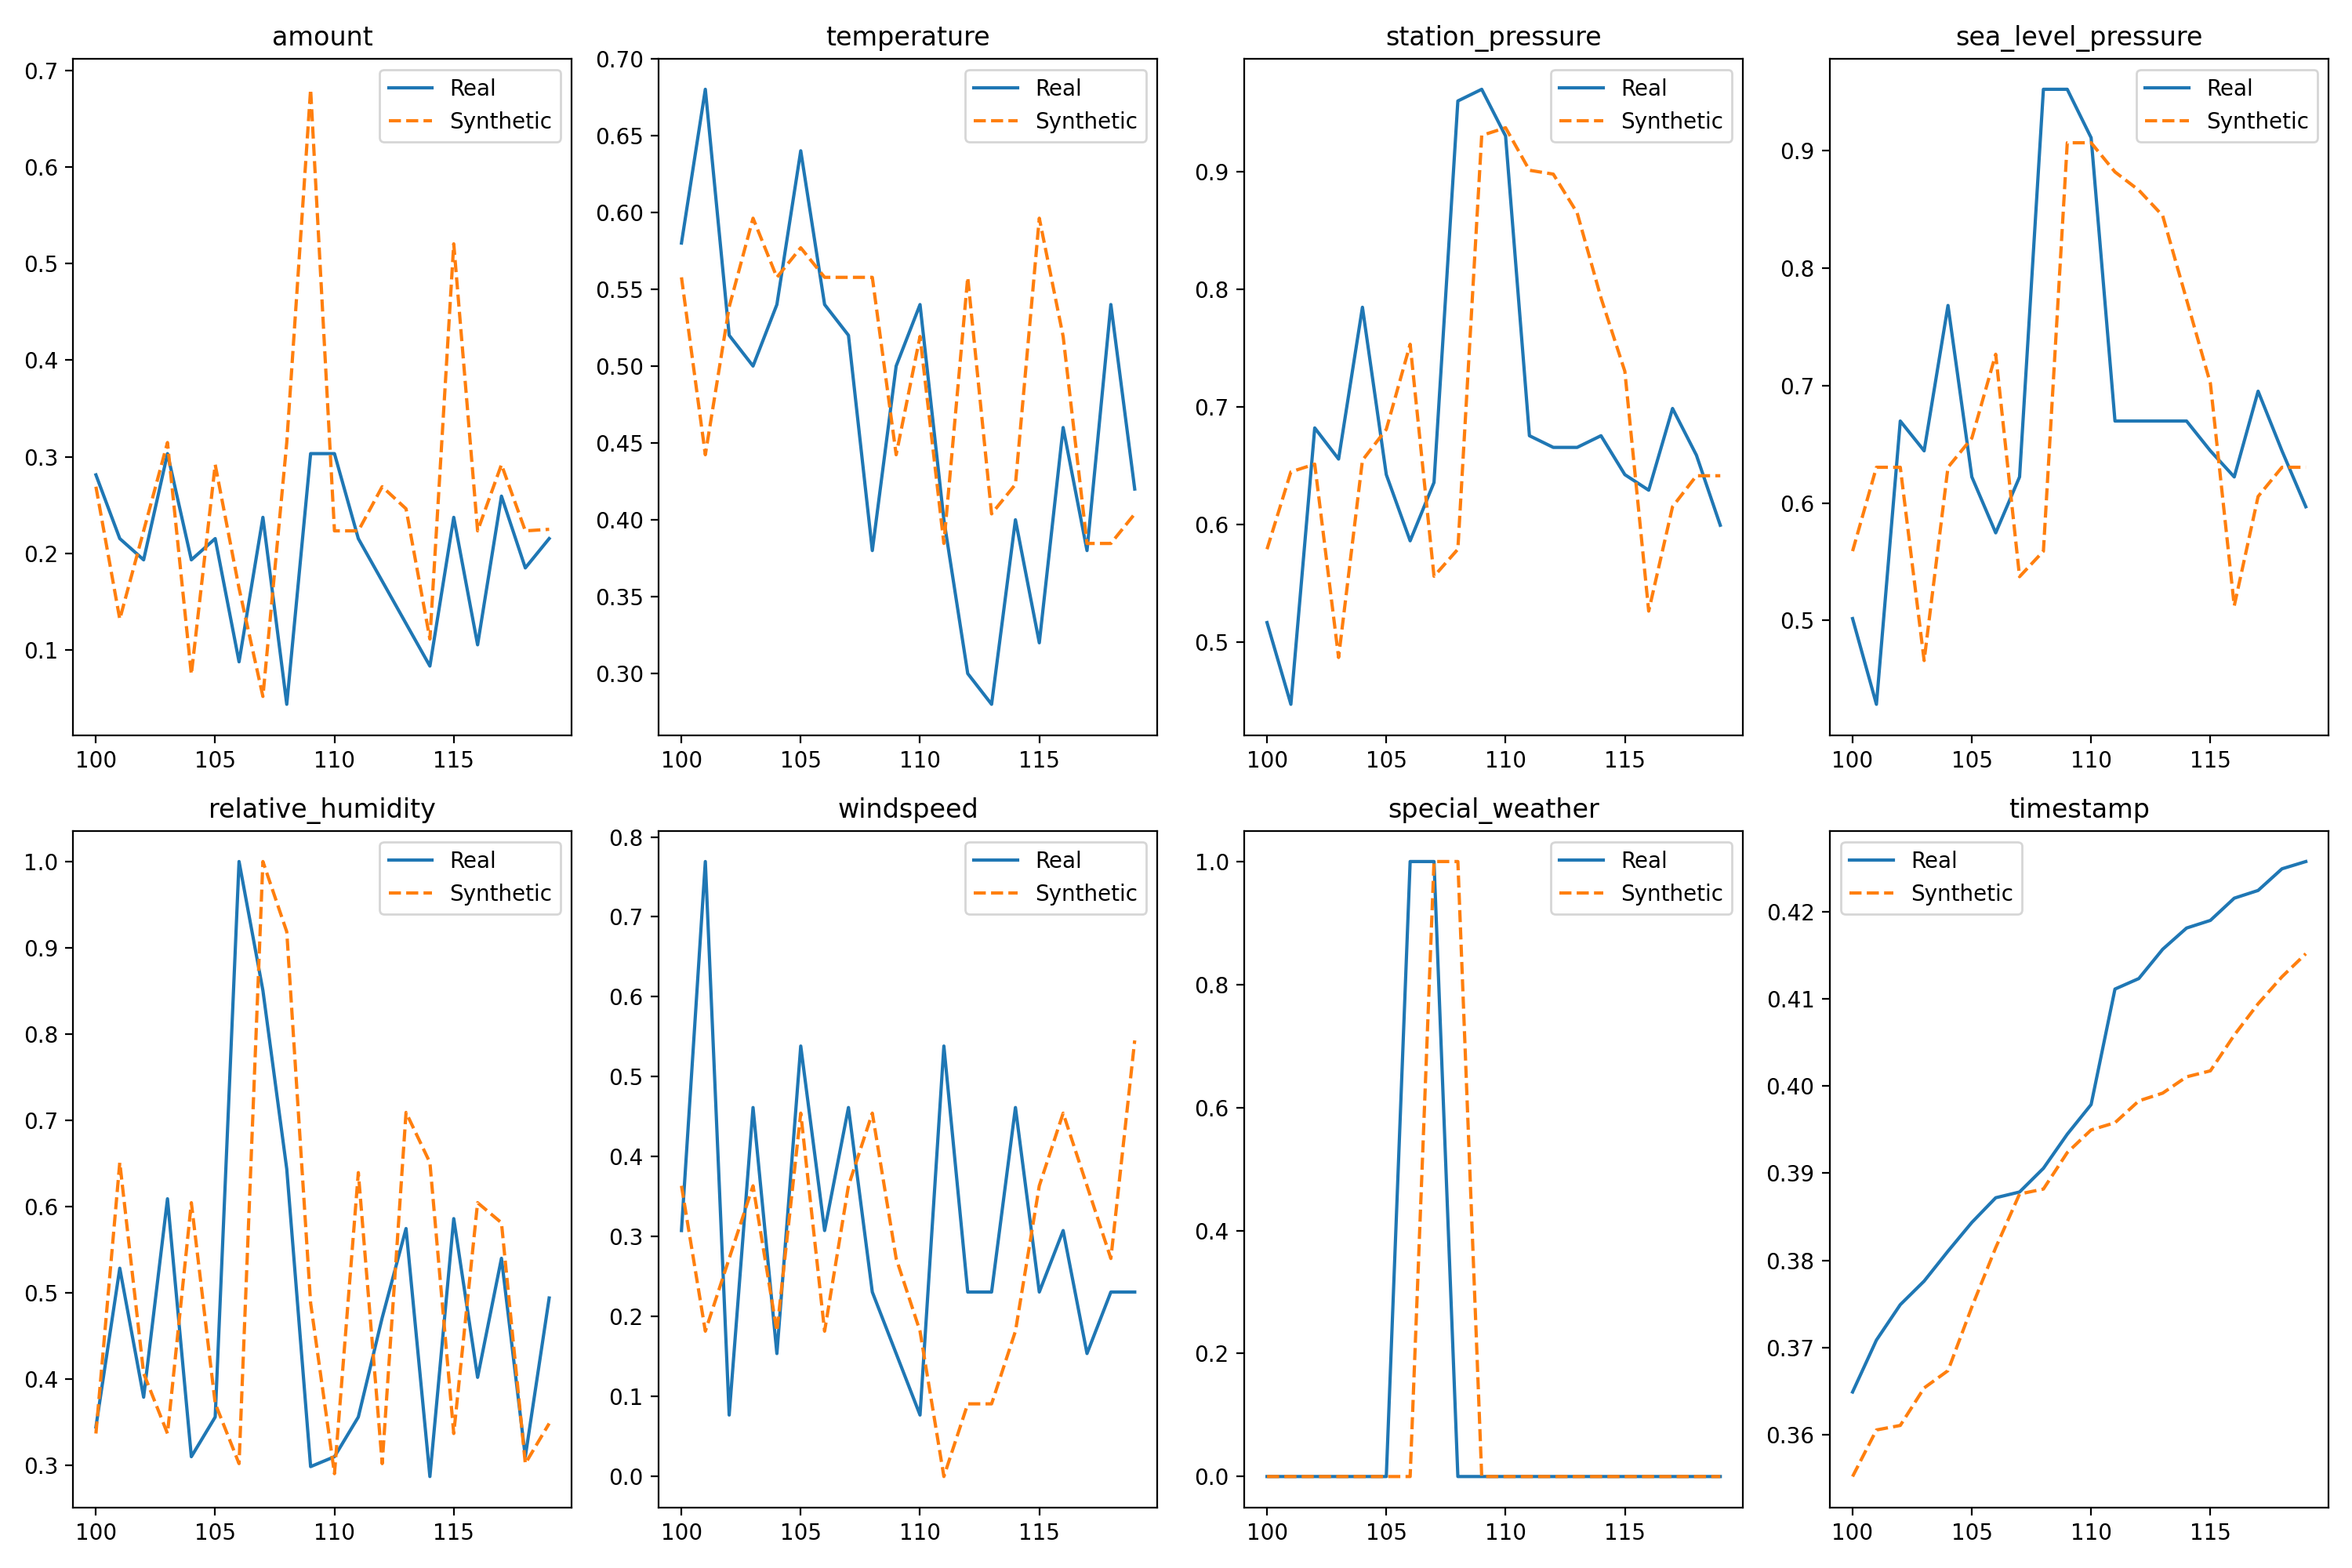 amount
temperature
station_pressure
sea_level_pressure
Real
Synthetic
0.7
0.6
0.5
0.4
0.3
0.2
0.1
100 105 110 115
Real
Synthetic
0.70
0.65
0.60
0.55
0.50
0.45
0.40
0.35
0.30
100 105 110 115
Real
Synthetic
0.9
0.8
0.7
0.6
0.5
100 105 110 115
Real
Synthetic
0.9
0.8
0.7
0.6
0.5
100 105 110 115
relative_humidity
windspeed
special_weather
timestamp
Real
Synthetic
1.0
0.9
0.8
0.7
0.6
0.5
0.4
0.3
100 105 110 115
Real
Synthetic
0.8
0.7
0.6
0.5
0.4
0.3
0.2
0.1
0.0
100 105 110 115
Real
Synthetic
1.0
0.8
0.6
0.4
0.2
0.0
100 105 110 115
Real
Synthetic
0.42
0.41
0.40
0.39
0.38
0.37
0.36
100 105 110 115